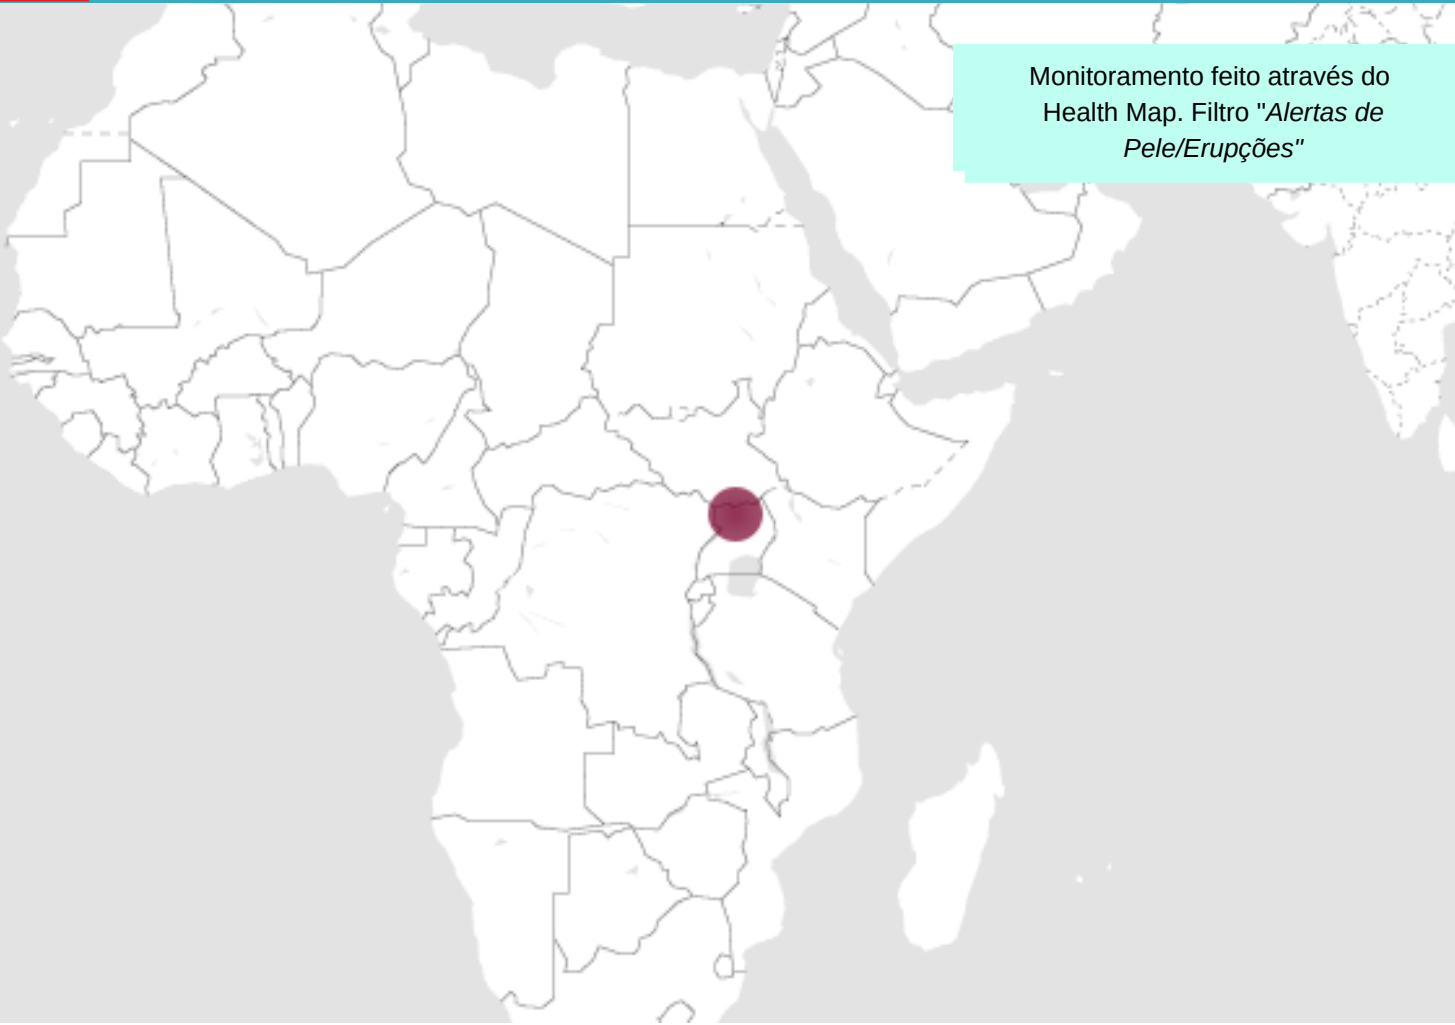 Monitoramento feito através do
Health Map. Filtro "Alertas de
Pele/Erupções"